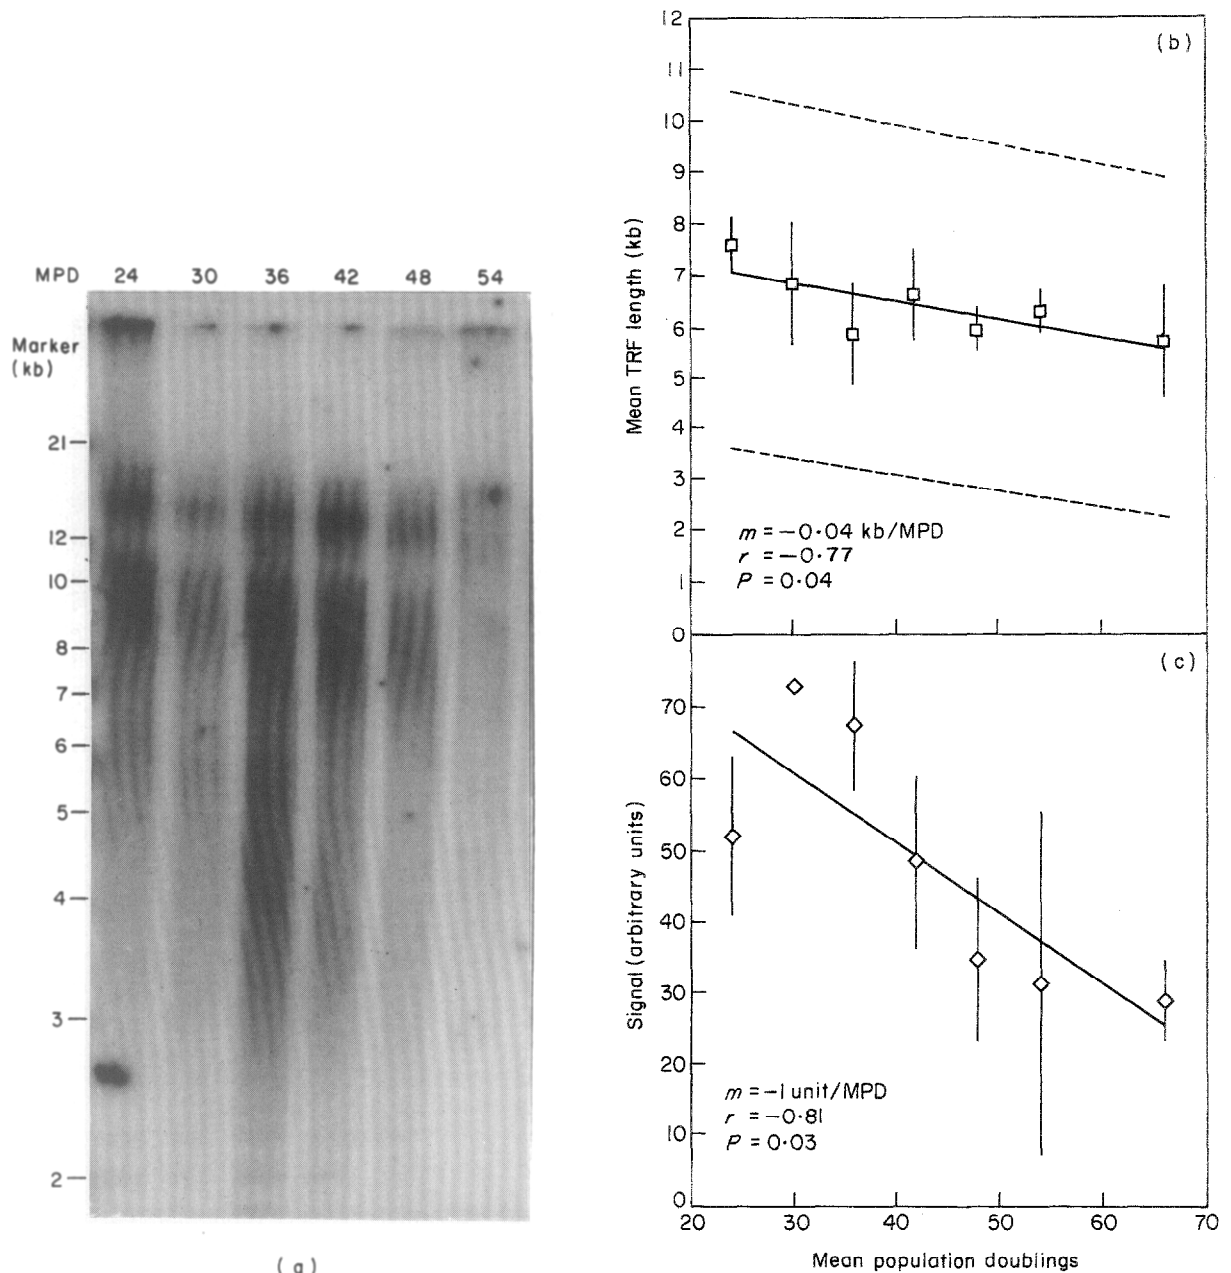 MPD 24 30 36 42 48 54
Marker
(kb)
21
12
10
8
7
6
5
4
3
2
(a)
12
11
10
9
8
7
6
5
4
3
2
1
0
Mean TRF length (kb)
(b)
m = -0·04 kb/MPD
r = -0·77
P = 0·04
70
60
50
40
30
20
10
0
Signal (arbitrary units)
(c)
m = -1 unit/MPD
r = -0·81
P = 0·03
20 30 40 50 60 70
Mean population doublings